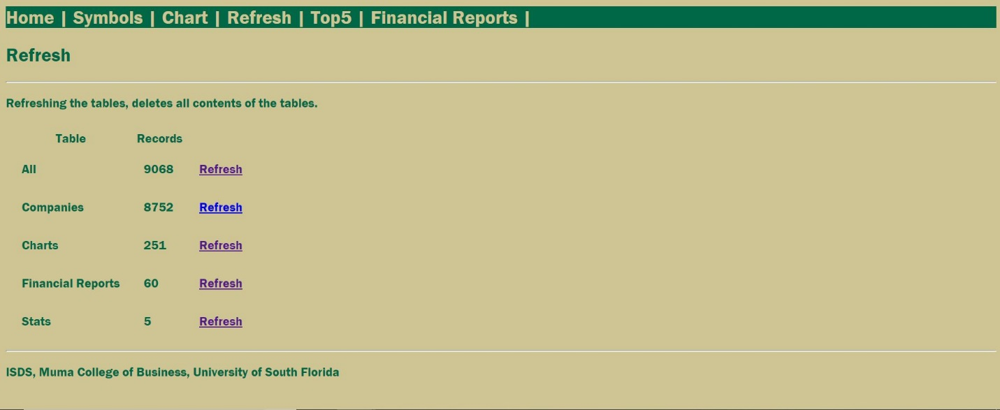 Home | Symbols | Chart | Refresh | Top5 | Financial Reports |
Refresh
Refreshing the tables, deletes all contents of the tables.
Table Records
All 9068 Refresh
Companies 8752 Refresh
Charts 251 Refresh
Financial Reports 60 Refresh
Stats 5 Refresh
ISDS, Muma College of Business, University of South Florida